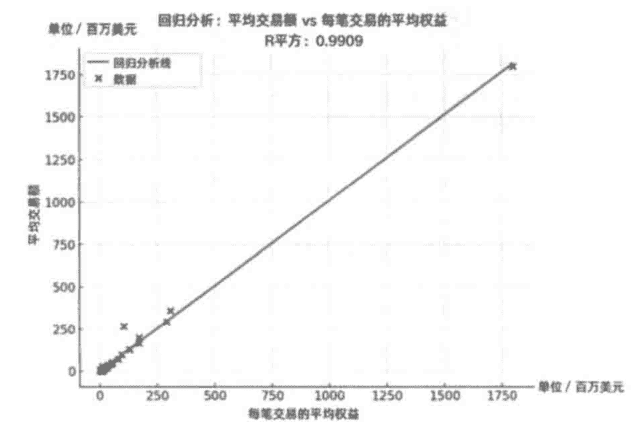 单位 / 百万美元
回归分析：平均交易额 vs 每笔交易的平均权益
R平方：0.9909
回归分析线
数据
平均交易额
1750
1500
1250
1000
750
500
250
0
0 250 500 750 1000 1250 1500 1750
单位 / 百万美元
每笔交易的平均权益